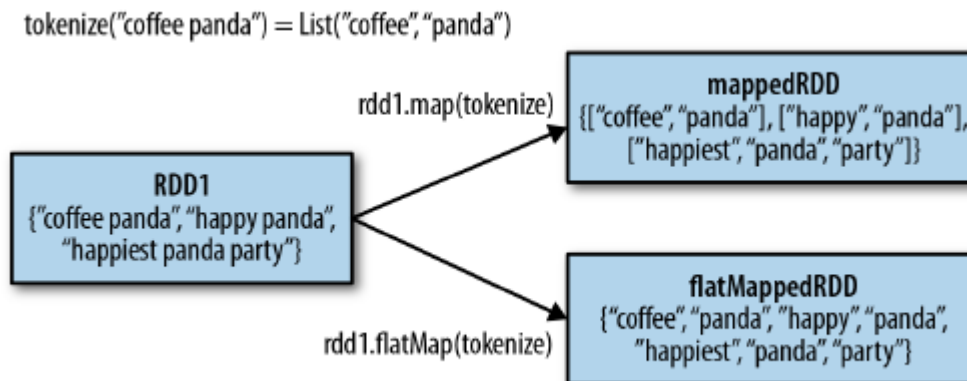 tokenize("coffee panda") = List("coffee", "panda")
rdd1.map(tokenize)
mappedRDD
{["coffee", "panda"], ["happy", "panda"],
["happiest", "panda", "party"]}
RDD1
{"coffee panda", "happy panda",
"happiest panda party"}
rdd1.flatMap(tokenize)
flatMappedRDD
{"coffee", "panda", "happy", "panda",
"happiest", "panda", "party"}